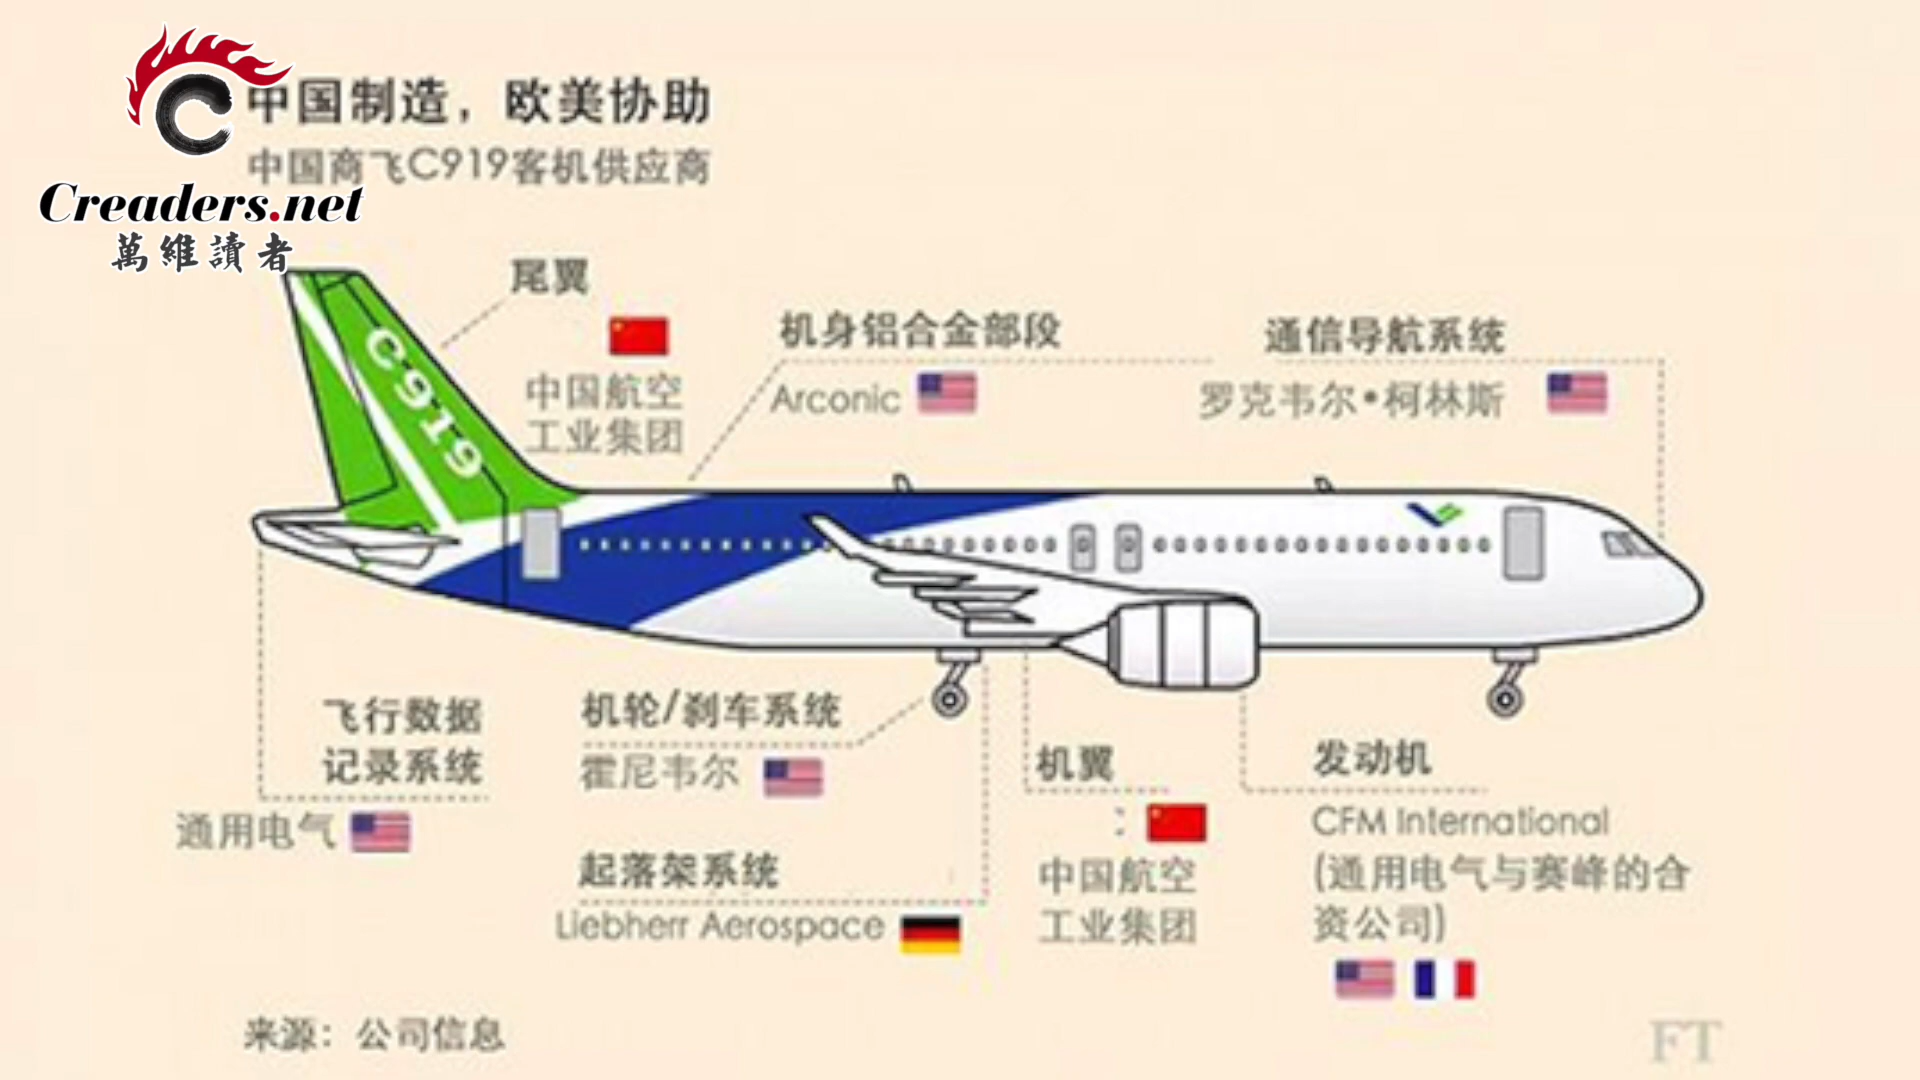 中国制造，欧美协助
中国商飞C919客机供应商
Creaders.net
萬維讀者
尾翼
中国航空
工业集团
机身铝合金部段
Arconic
通信导航系统
罗克韦尔•柯林斯
C919
飞行数据
记录系统
通用电气
机轮/刹车系统
霍尼韦尔
起落架系统
Liebherr Aerospace
机翼
:
中国航空
工业集团
发动机
CFM International
(通用电气与赛峰的合
资公司)
来源：公司信息
FT